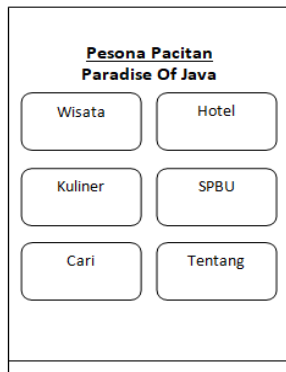 Pesona Pacitan
Paradise Of Java
Wisata
Hotel
Kuliner
SPBU
Cari
Tentang